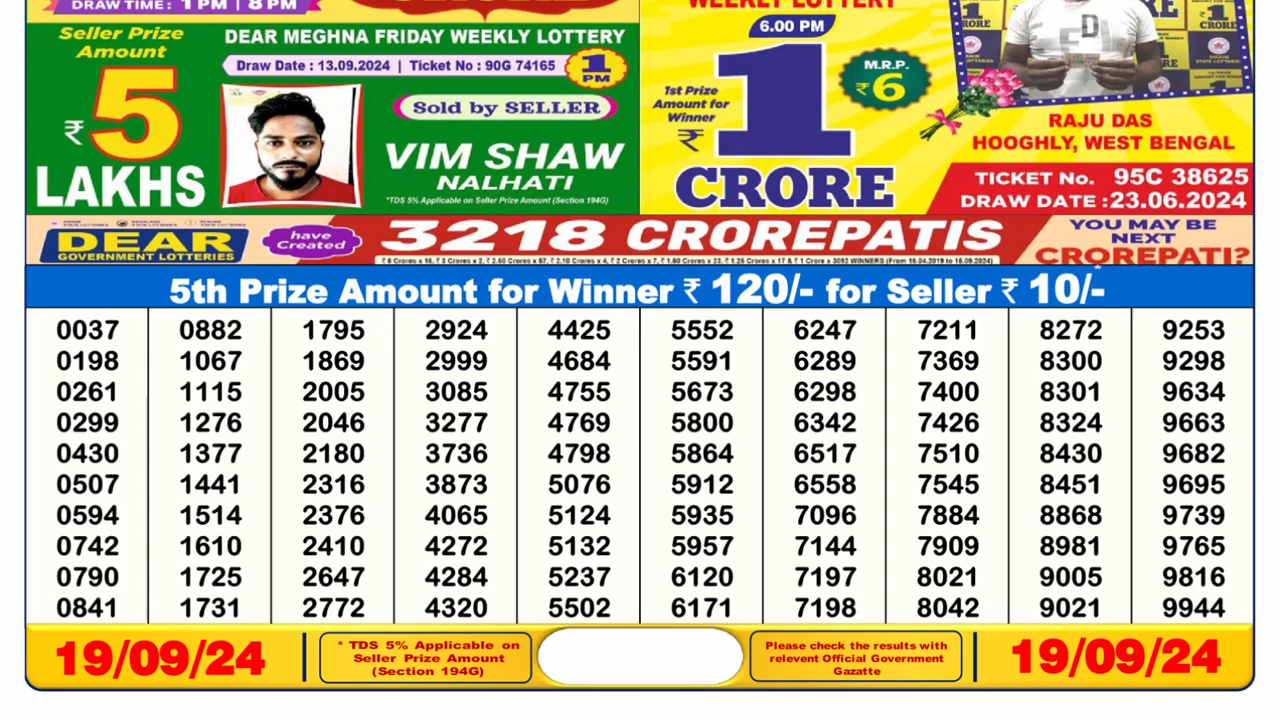 DRAW TIME : 1 PM | 8 PM
Seller Prize
Amount
₹ 5
LAKHS
DEAR MEGHNA FRIDAY WEEKLY LOTTERY
Draw Date : 13.09.2024 | Ticket No : 90G 74165
1
PM
Sold by SELLER
VIM SHAW
NALHATI
*TDS 5% Applicable on Seller Prize Amount (Section 194G)
WEEKLY LOTTERY
6.00 PM
1st Prize
Amount for
Winner
₹ 1
CRORE
M.R.P.
₹6
₹1
CRORE
RAJU DAS
HOOGHLY, WEST BENGAL
TICKET No. 95C 38625
DRAW DATE :23.06.2024
DEAR
GOVERNMENT LOTTERIES
have
Created
3218 CROREPATIS
YOU MAY BE
NEXT
CROREPATI?
5th Prize Amount for Winner ₹ 120/- for Seller ₹ 10/-*
0037 0882 1795 2924 4425 5552 6247 7211 8272 9253
0198 1067 1869 2999 4684 5591 6289 7369 8300 9298
0261 1115 2005 3085 4755 5673 6298 7400 8301 9634
0299 1276 2046 3277 4769 5800 6342 7426 8324 9663
0430 1377 2180 3736 4798 5864 6517 7510 8430 9682
0507 1441 2316 3873 5076 5912 6558 7545 8451 9695
0594 1514 2376 4065 5124 5935 7096 7884 8868 9739
0742 1610 2410 4272 5132 5957 7144 7909 8981 9765
0790 1725 2647 4284 5237 6120 7197 8021 9005 9816
0841 1731 2772 4320 5502 6171 7198 8042 9021 9944
19/09/24
* TDS 5% Applicable on
Seller Prize Amount
(Section 194G)
Please check the results with
relevent Official Government
Gazatte
19/09/24